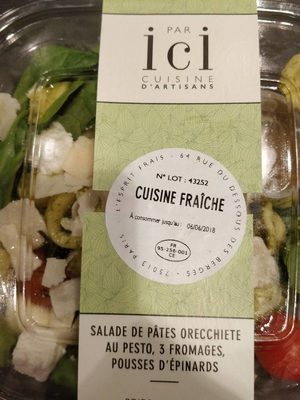 PAR
ici
CUISINE
D'ARTISANS
L'ESPRIT FRAIS - 64 RUE DU DESSOUS DES BERGES - 75013 PARIS
N° LOT : 43252
CUISINE FRAÎCHE
À consommer jusqu'au : 06/06/2018
FR
95-256-001
CE
SALADE DE PÂTES ORECCHIETE
AU PESTO, 3 FROMAGES,
POUSSES D'ÉPINARDS